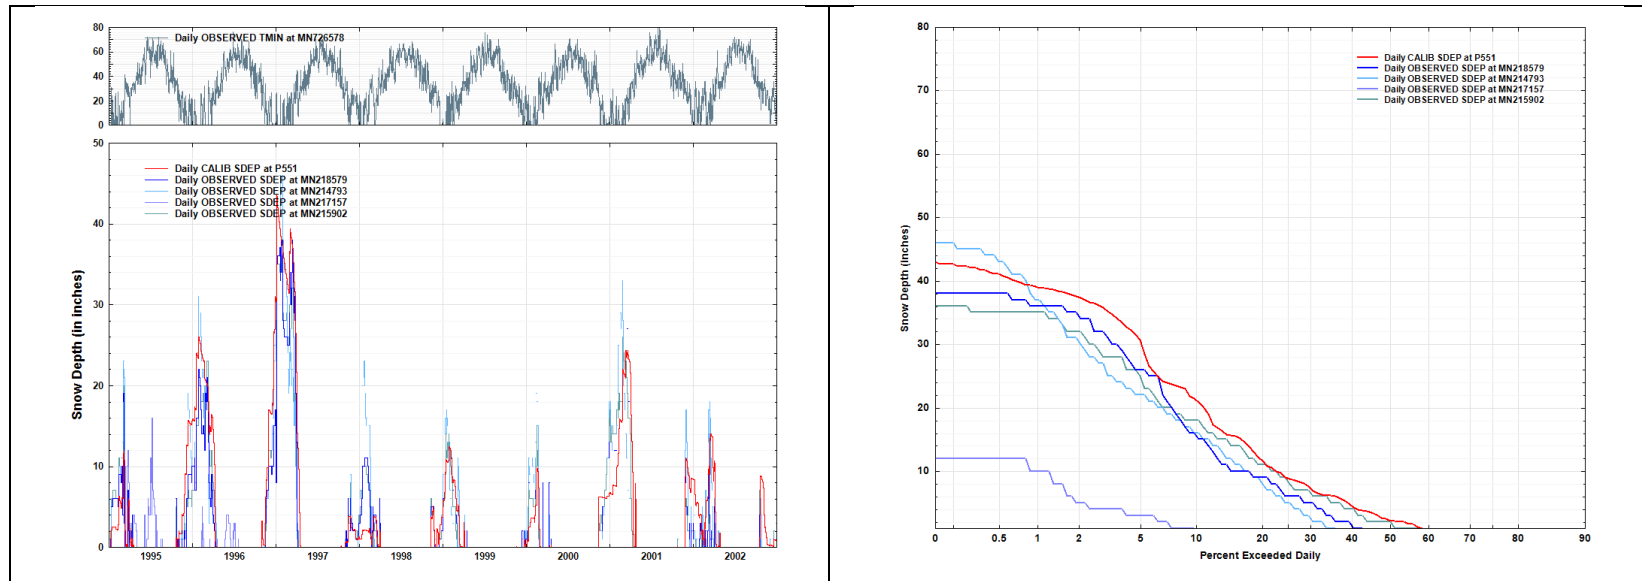 80
60
40
20
0
Daily OBSERVED TMIN at MN726578
50
40
30
20
10
0
Snow Depth (in inches)
Daily CALIB SDEP at P551
Daily OBSERVED SDEP at MN218579
Daily OBSERVED SDEP at MN214793
Daily OBSERVED SDEP at MN217157
Daily OBSERVED SDEP at MN215902
1995 1996 1997 1998 1999 2000 2001 2002
80
70
60
50
40
30
20
10
Snow Depth (inches)
Daily CALIB SDEP at P551
Daily OBSERVED SDEP at MN218579
Daily OBSERVED SDEP at MN214793
Daily OBSERVED SDEP at MN217157
Daily OBSERVED SDEP at MN215902
0 0.5 1 2 5 10 20 30 40 50 60 70 80 90
Percent Exceeded Daily